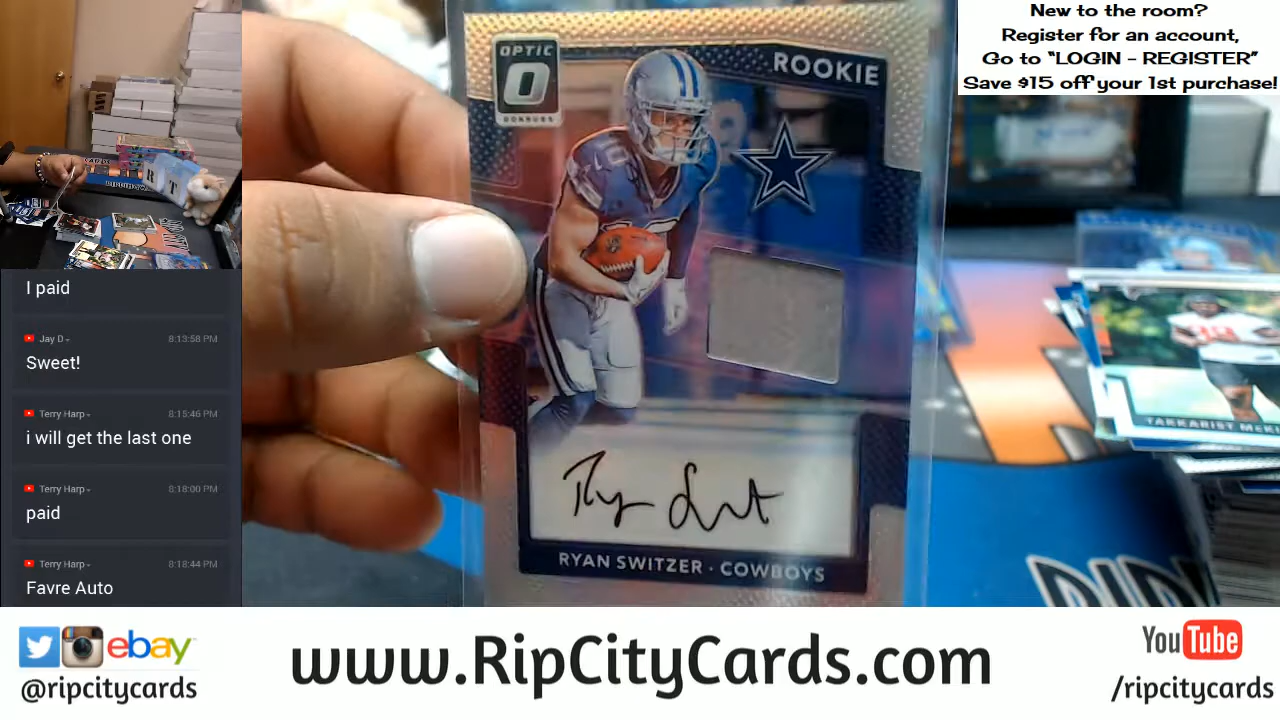 New to the room?
Register for an account,
Go to "LOGIN - REGISTER"
Save $15 off your 1st purchase!
OPTIC
DONRUSS
ROOKIE
RYAN SWITZER · COWBOYS
I paid
Jay D
8:13:58 PM
Sweet!
Terry Harp
8:15:46 PM
i will get the last one
Terry Harp
8:18:00 PM
paid
Terry Harp
8:18:44 PM
Favre Auto
ebay
@ripcitycards
www.RipCityCards.com
YouTube
/ripcitycards